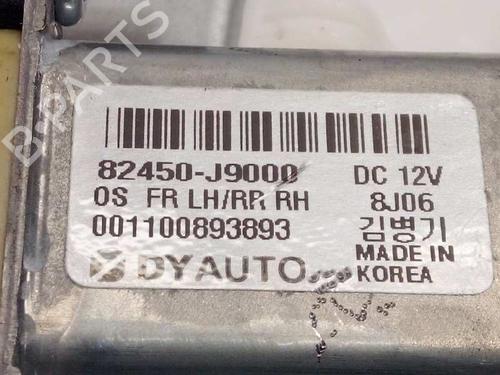 82450-J9000 DC 12V
OS FR LH/RR RH 8J06
001100893893 김병기
DYAUTO MADE IN
KOREA
B-PARTS